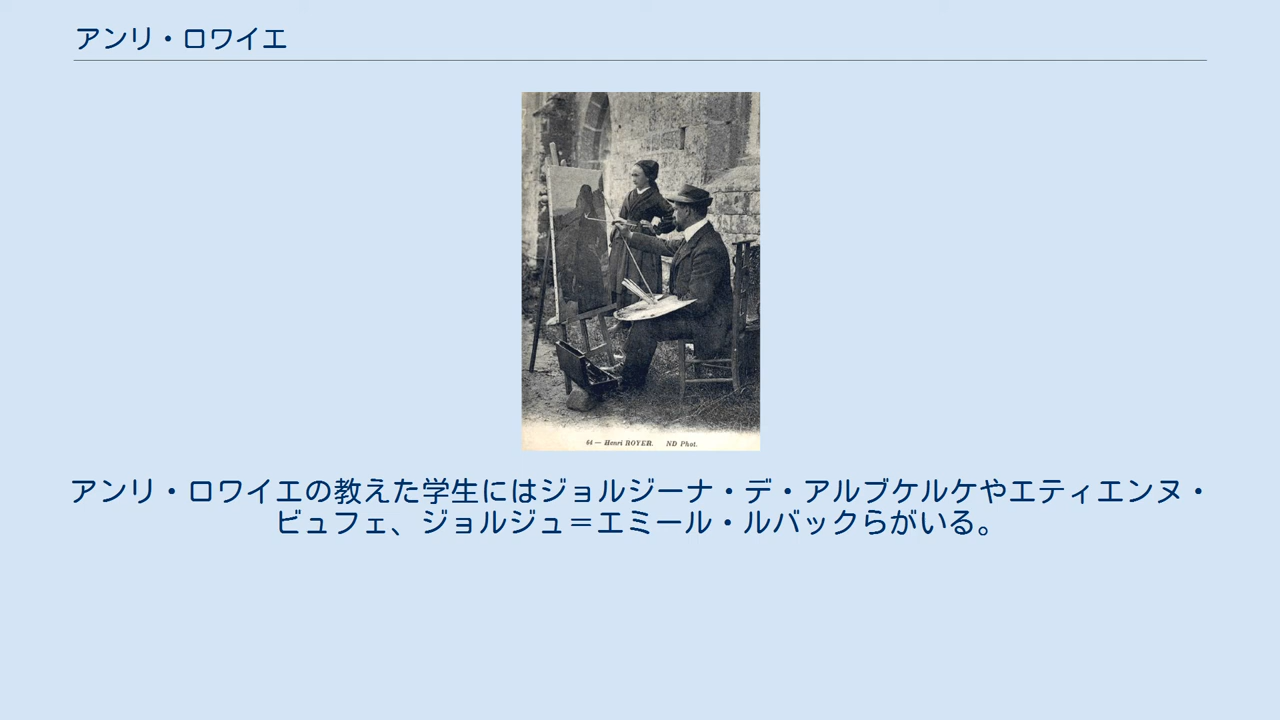 アンリ・ロワイエ
64 — Henri ROYER. ND Phot.
アンリ・ロワイエの教えた学生にはジョルジーナ・デ・アルブケルケやエティエンヌ・
ビュフェ、ジョルジュ＝エミール・ルバックらがいる。